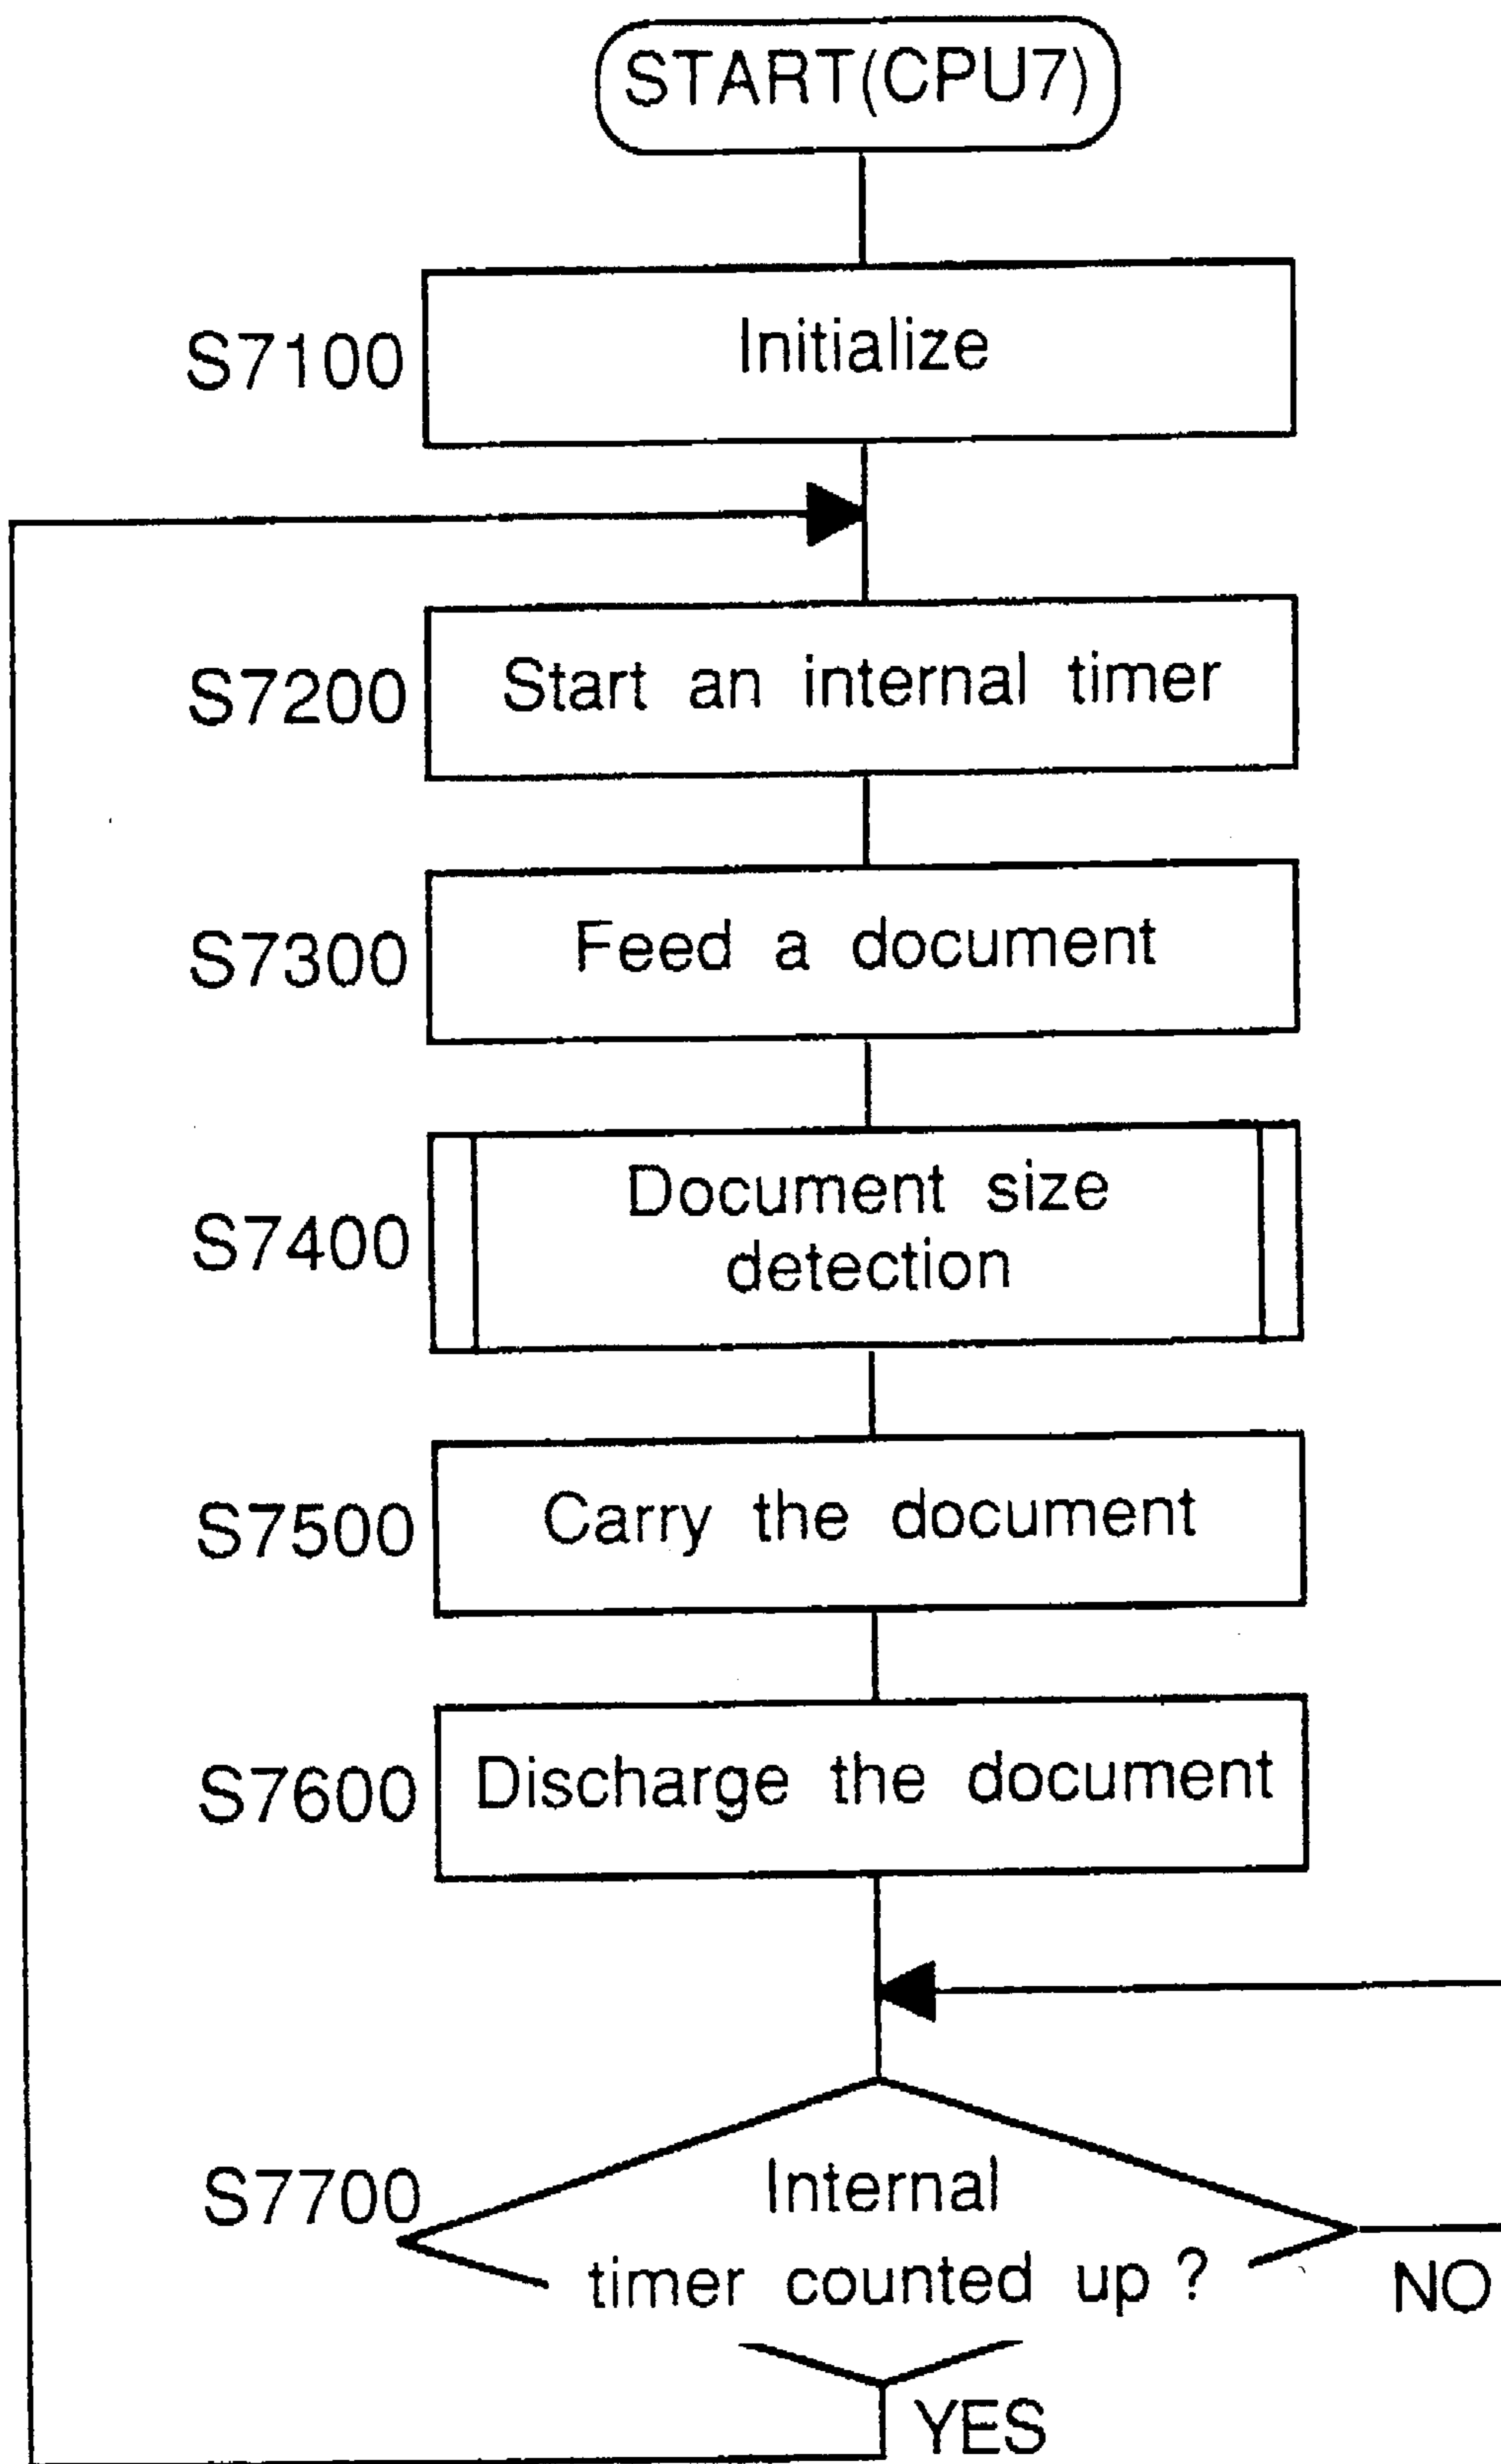 START(CPU7)
S7100 Initialize
S7200 Start an internal timer
S7300 Feed a document
S7400 Document size
detection
S7500 Carry the document
S7600 Discharge the document
S7700 Internal
timer counted up ?
NO
YES